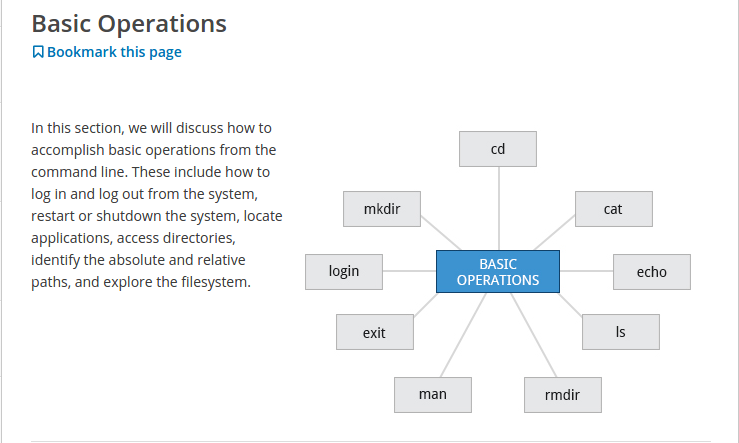 Basic Operations
Bookmark this page
In this section, we will discuss how to
accomplish basic operations from the
command line. These include how to
log in and log out from the system,
restart or shutdown the system, locate
applications, access directories,
identify the absolute and relative
paths, and explore the filesystem.
cd
mkdir
cat
login
BASIC
OPERATIONS
echo
exit
ls
man
rmdir